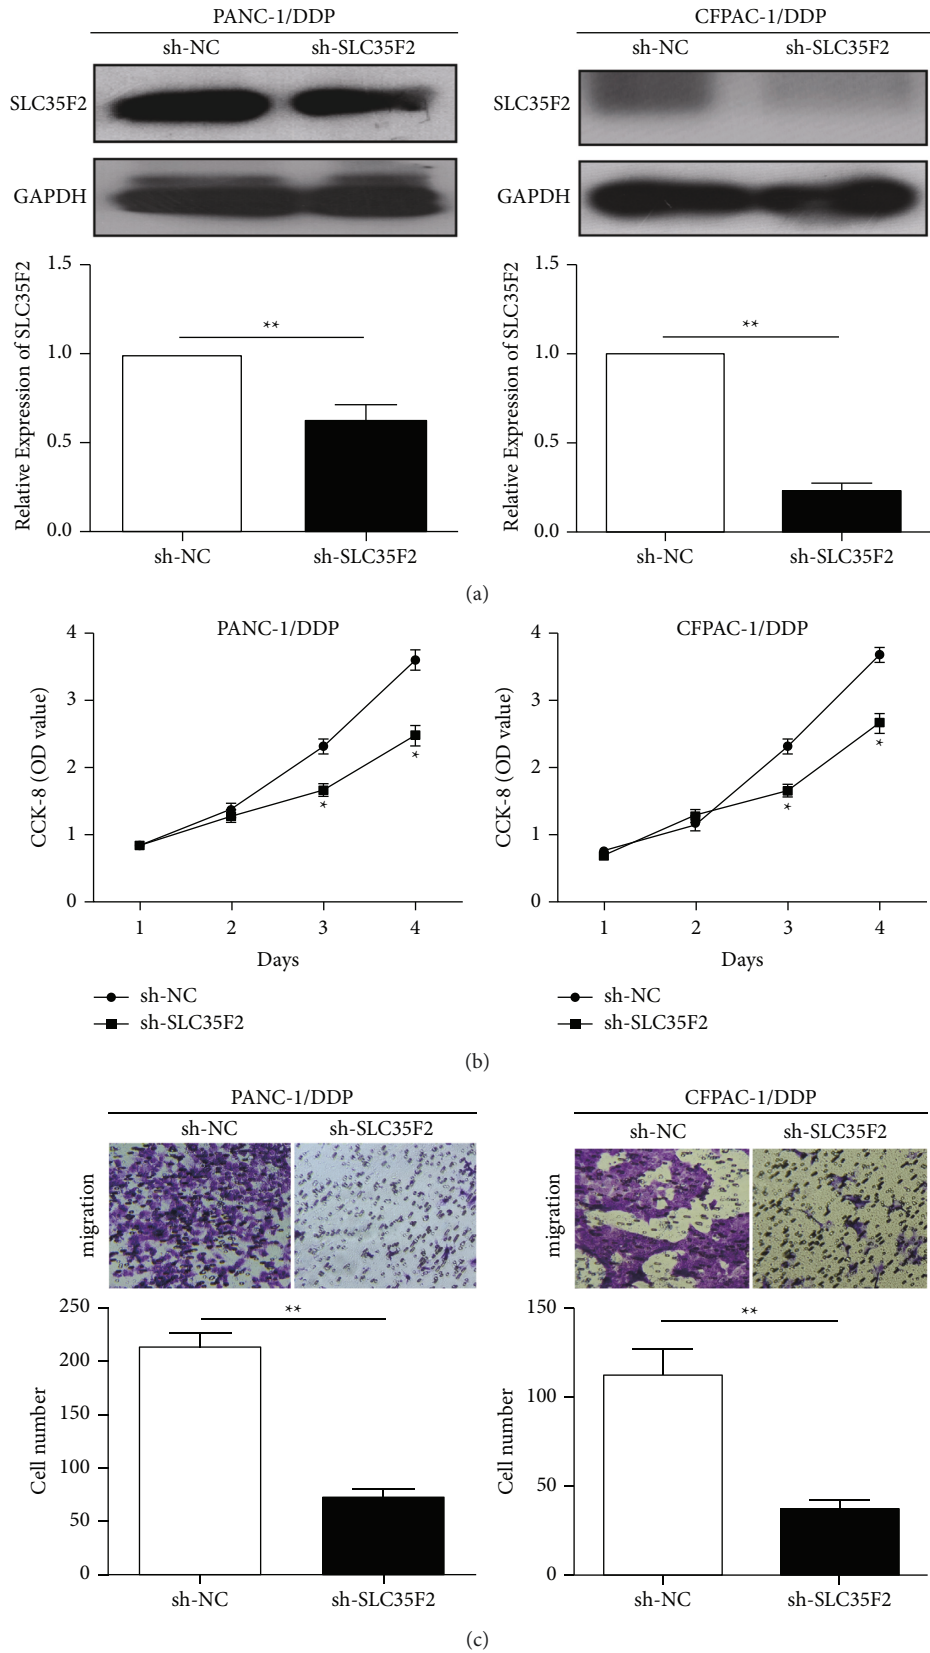 PANC-1/DDP
sh-NC sh-SLC35F2
SLC35F2
GAPDH
CFPAC-1/DDP
sh-NC sh-SLC35F2
SLC35F2
GAPDH
Relative Expression of SLC35F2
1.5
1.0
0.5
0.0
**
sh-NC sh-SLC35F2
Relative Expression of SLC35F2
1.5
1.0
0.5
0.0
**
sh-NC sh-SLC35F2
(a)
PANC-1/DDP
CCK-8 (OD value)
4
3
2
1
0
*
*
1 2 3 4
Days
sh-NC
sh-SLC35F2
CFPAC-1/DDP
CCK-8 (OD value)
4
3
2
1
0
*
*
1 2 3 4
Days
sh-NC
sh-SLC35F2
(b)
PANC-1/DDP
sh-NC sh-SLC35F2
migration
CFPAC-1/DDP
sh-NC sh-SLC35F2
migration
Cell number
250
200
150
100
50
0
**
sh-NC sh-SLC35F2
Cell number
150
100
50
0
**
sh-NC sh-SLC35F2
(c)